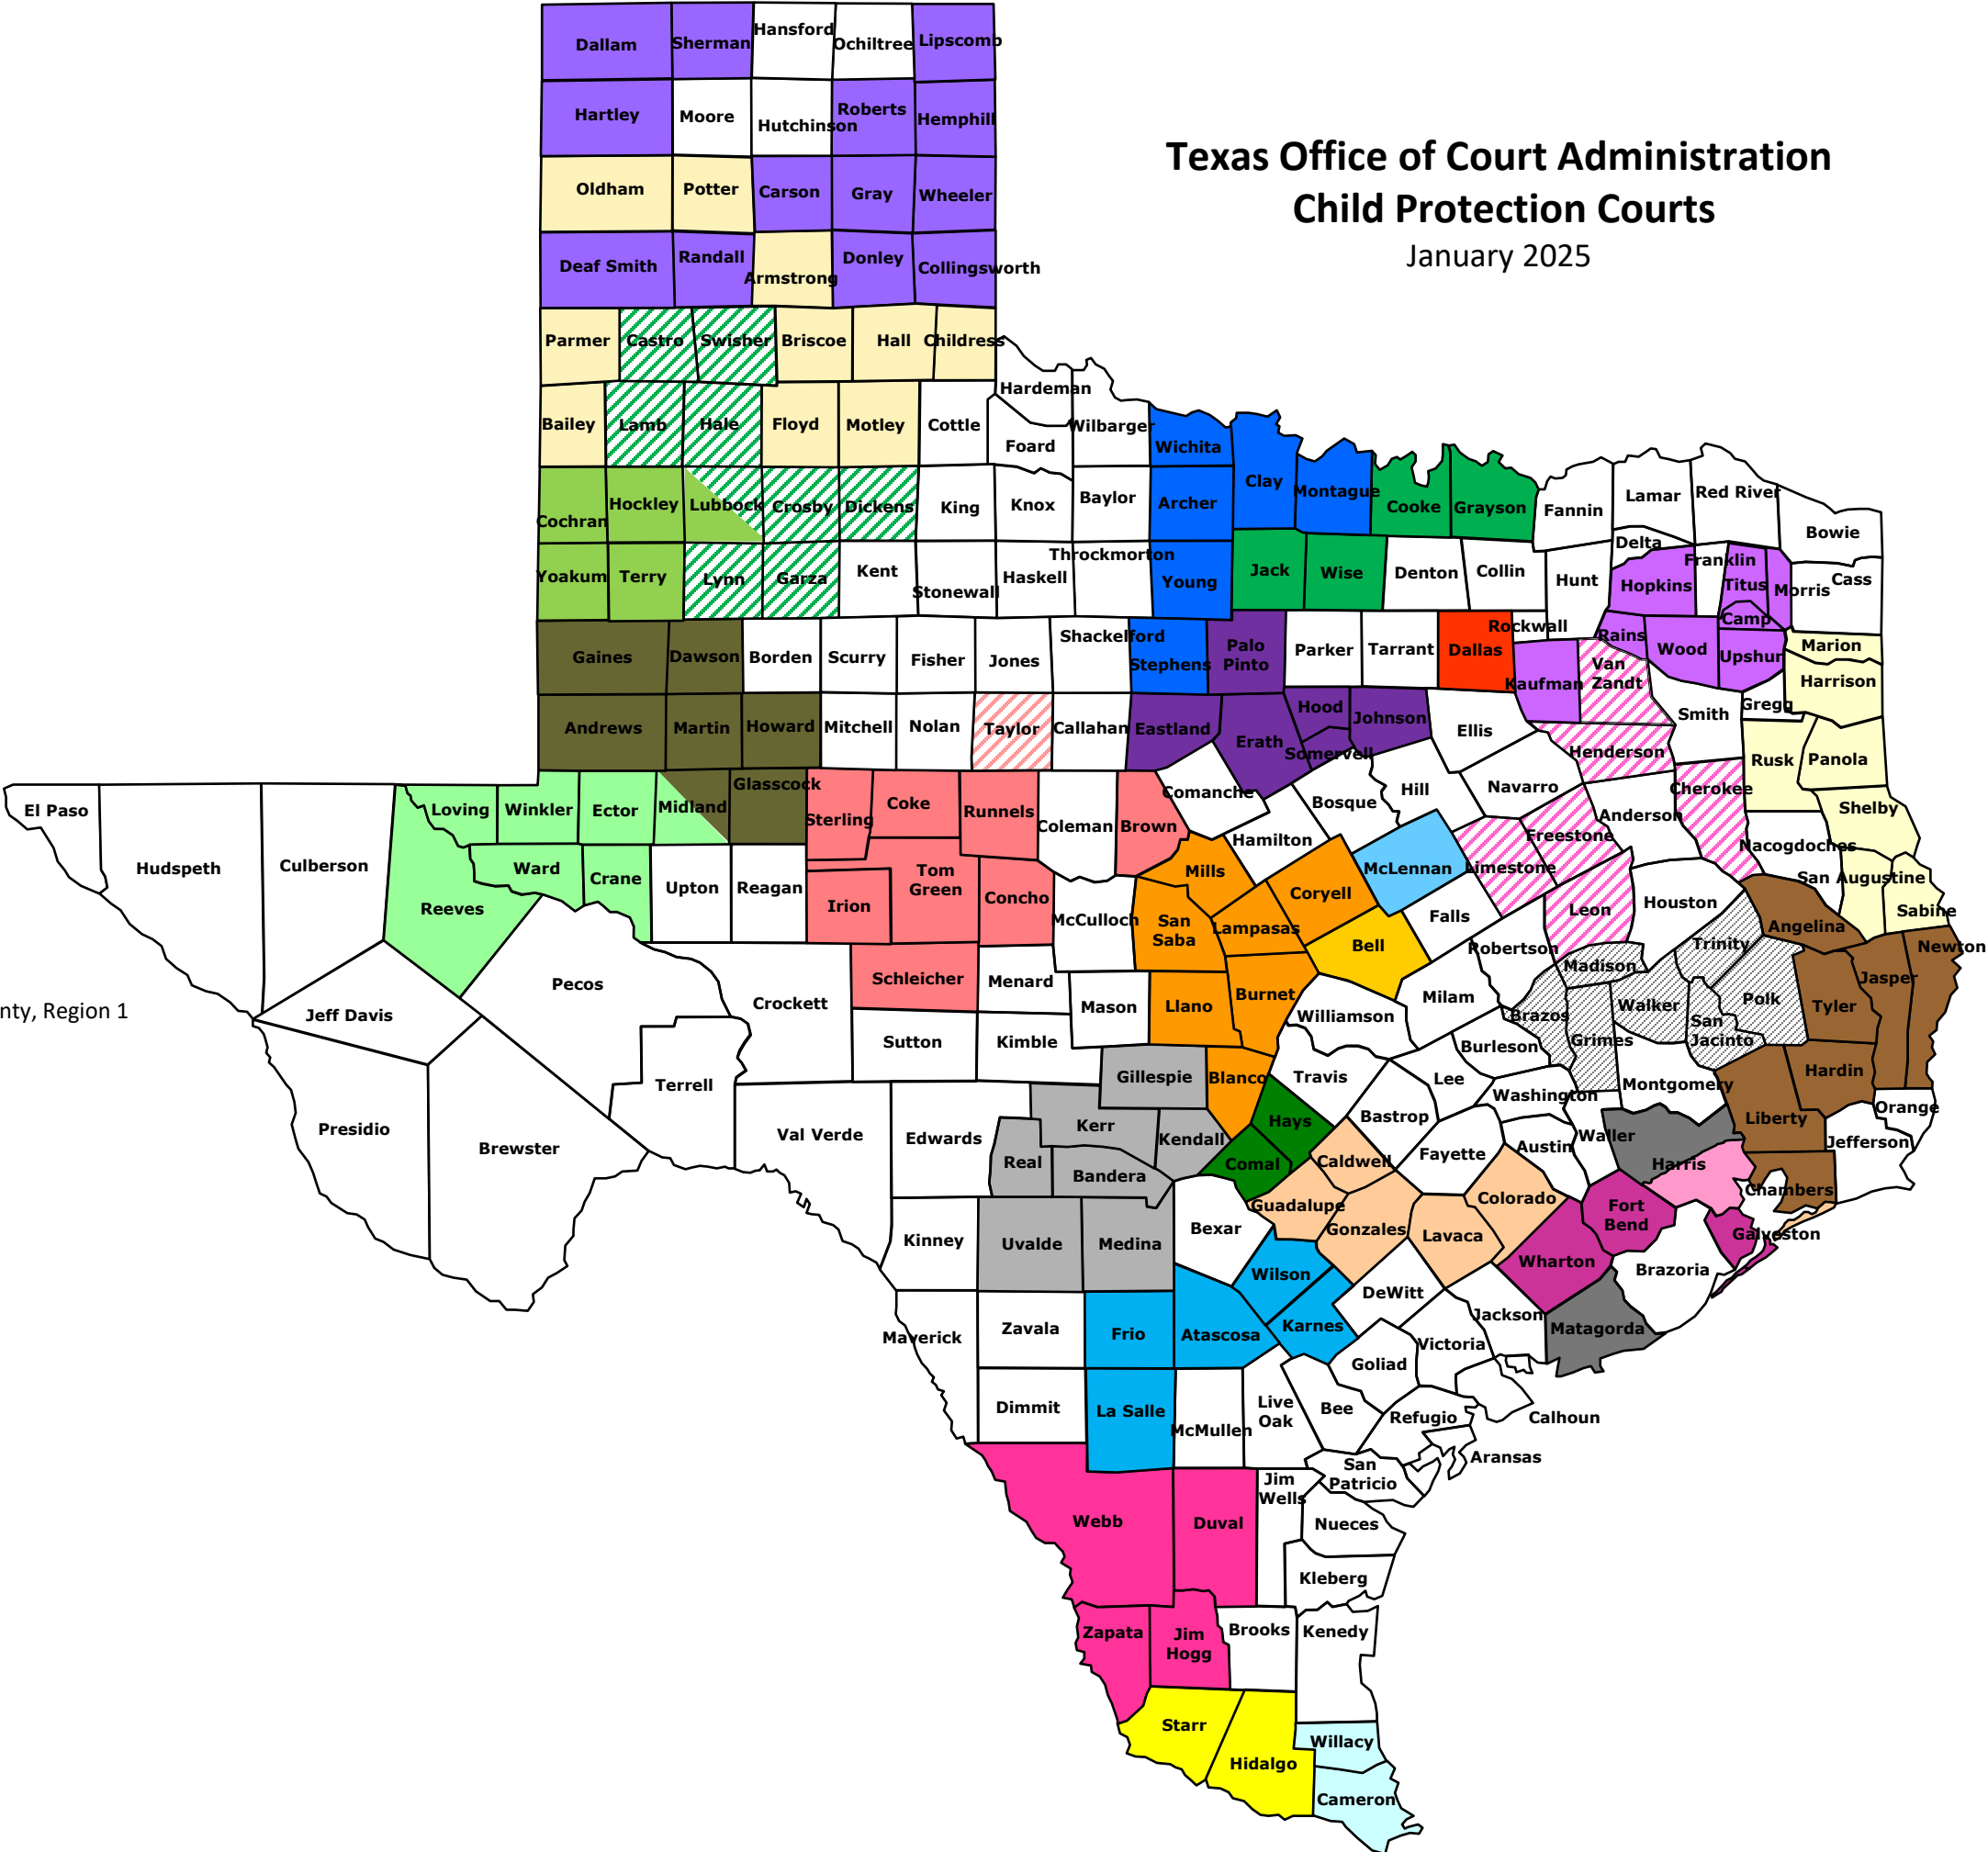 Texas Office of Court Administration
Child Protection Courts
January 2025
Dallam
Sherman
Hansford
Ochiltree
Lipscomb
Hartley
Moore
Hutchinson
Roberts
Hemphill
Oldham
Potter
Carson
Gray
Wheeler
Deaf Smith
Randall
Armstrong
Donley
Collingsworth
Parmer
Castro
Swisher
Briscoe
Hall
Childress
Hardeman
Bailey
Lamb
Hale
Floyd
Motley
Cottle
Foard
Wilbarger
Wichita
Cochran
Hockley
Lubbock
Crosby
Dickens
King
Knox
Baylor
Archer
Clay
Montague
Cooke
Grayson
Fannin
Lamar
Red River
Bowie
Yoakum
Terry
Lynn
Garza
Kent
Stonewall
Haskell
Throckmorton
Young
Jack
Wise
Denton
Collin
Hunt
Delta
Hopkins
Franklin
Titus
Morris
Cass
Camp
Gaines
Dawson
Borden
Scurry
Fisher
Jones
Shackelford
Stephens
Palo
Pinto
Parker
Tarrant
Dallas
Rockwall
Rains
Wood
Upshur
Marion
Kaufman
Van
Zandt
Harrison
Andrews
Martin
Howard
Mitchell
Nolan
Taylor
Callahan
Eastland
Erath
Hood
Somervell
Johnson
Ellis
Smith
Gregg
Henderson
Rusk
Panola
El Paso
Hudspeth
Culberson
Reeves
Loving
Winkler
Ector
Midland
Glasscock
Sterling
Coke
Runnels
Coleman
Brown
Comanche
Hamilton
Bosque
Hill
Navarro
Anderson
Cherokee
Shelby
Nacogdoches
Ward
Crane
Upton
Reagan
Irion
Tom
Green
Concho
McCulloch
Mills
San
Saba
Lampasas
Coryell
McLennan
Limestone
Freestone
Leon
Houston
San Augustine
Sabine
Angelina
Newton
Bell
Falls
Robertson
Madison
Trinity
Jasper
Pecos
Jeff Davis
Crockett
Schleicher
Menard
Mason
Llano
Burnet
Williamson
Milam
Brazos
Grimes
Walker
San
Jacinto
Polk
Tyler
nty, Region 1
Sutton
Kimble
Gillespie
Blanco
Travis
Burleson
Lee
Washington
Montgomery
Hardin
Liberty
Orange
Jefferson
Presidio
Brewster
Terrell
Val Verde
Edwards
Real
Kerr
Kendall
Bandera
Hays
Comal
Caldwell
Bastrop
Fayette
Austin
Waller
Harris
Chambers
Kinney
Uvalde
Medina
Bexar
Guadalupe
Gonzales
Lavaca
Colorado
Fort
Bend
Wharton
Galveston
Brazoria
Maverick
Zavala
Frio
Atascosa
Wilson
Karnes
DeWitt
Jackson
Matagorda
Victoria
Goliad
Dimmit
La Salle
McMullen
Live
Oak
Bee
Refugio
Calhoun
Aransas
San
Patricio
Jim
Wells
Nueces
Webb
Duval
Kleberg
Zapata
Jim
Hogg
Brooks
Kenedy
Starr
Hidalgo
Willacy
Cameron